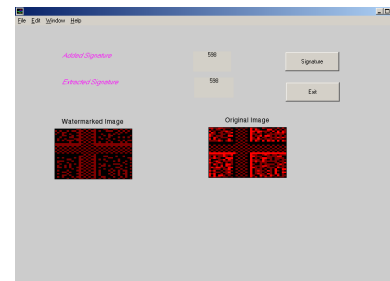 File Edit Window Help
Added Signature
598
Signature
Extracted Signature
598
Exit
Watermarked Image
Original Image